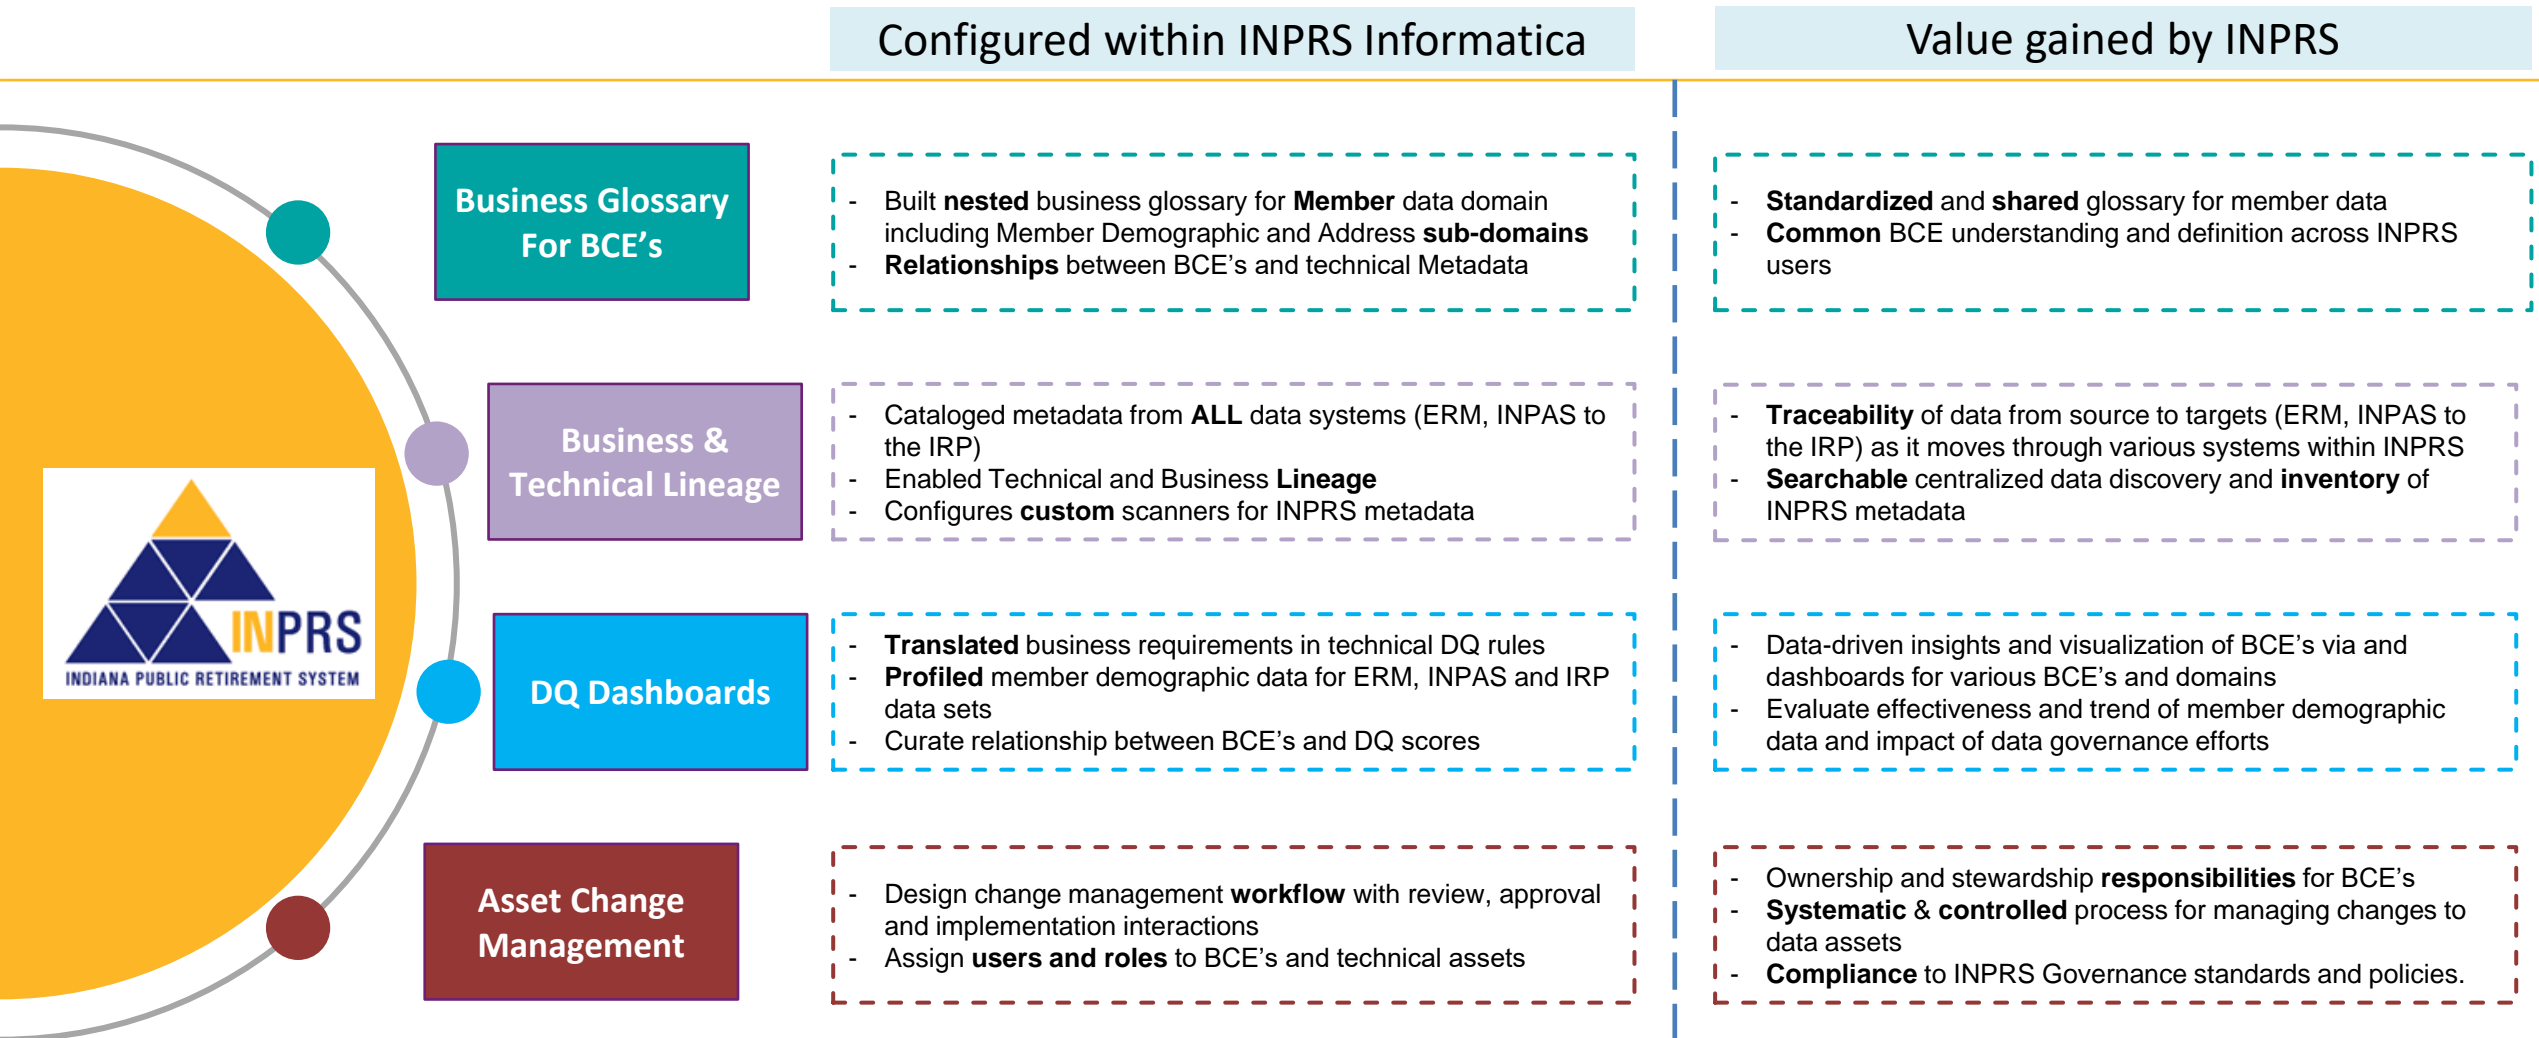 Configured within INPRS Informatica
Value gained by INPRS
Business Glossary
For BCE’s
- Built nested business glossary for Member data domain
including Member Demographic and Address sub-domains
- Relationships between BCE’s and technical Metadata
- Standardized and shared glossary for member data
- Common BCE understanding and definition across INPRS
users
Business &
Technical Lineage
- Cataloged metadata from ALL data systems (ERM, INPAS to
the IRP)
- Enabled Technical and Business Lineage
- Configures custom scanners for INPRS metadata
- Traceability of data from source to targets (ERM, INPAS to
the IRP) as it moves through various systems within INPRS
- Searchable centralized data discovery and inventory of
INPRS metadata
INPRS
INDIANA PUBLIC RETIREMENT SYSTEM
DQ Dashboards
- Translated business requirements in technical DQ rules
- Profiled member demographic data for ERM, INPAS and IRP
data sets
- Curate relationship between BCE’s and DQ scores
- Data-driven insights and visualization of BCE’s via and
dashboards for various BCE’s and domains
- Evaluate effectiveness and trend of member demographic
data and impact of data governance efforts
Asset Change
Management
- Design change management workflow with review, approval
and implementation interactions
- Assign users and roles to BCE’s and technical assets
- Ownership and stewardship responsibilities for BCE’s
- Systematic & controlled process for managing changes to
data assets
- Compliance to INPRS Governance standards and policies.